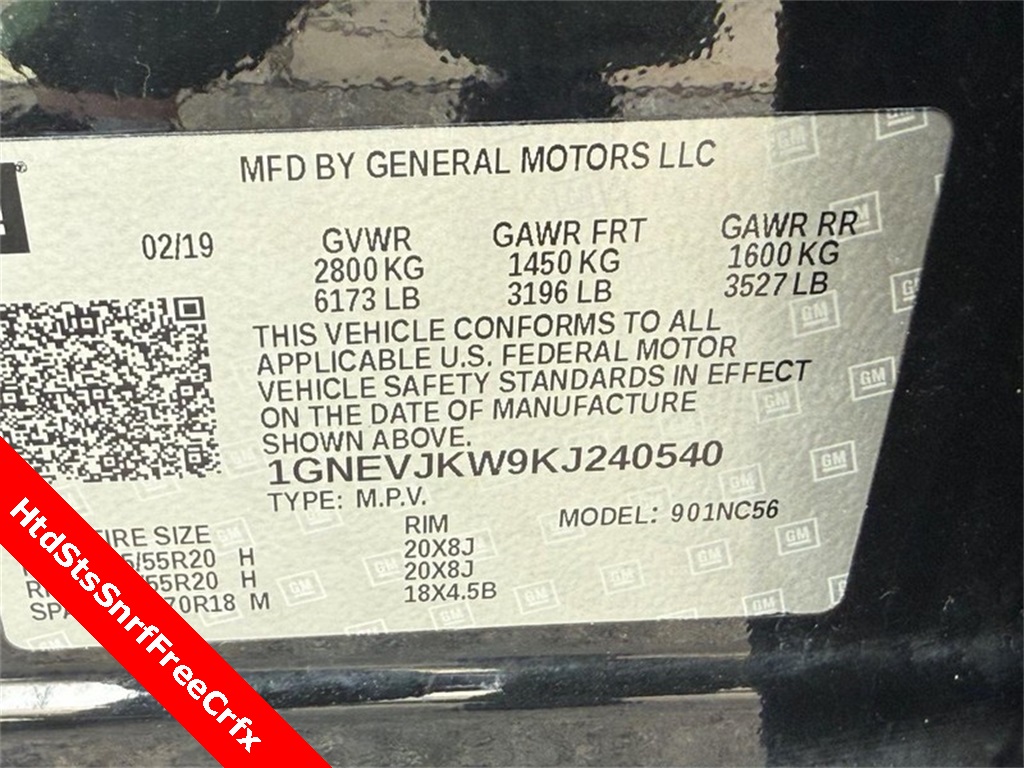 MFD BY GENERAL MOTORS LLC
02/19
GVWR GAWR FRT GAWR RR
2800 KG 1450 KG 1600 KG
6173 LB 3196 LB 3527 LB
THIS VEHICLE CONFORMS TO ALL
APPLICABLE U.S. FEDERAL MOTOR
VEHICLE SAFETY STANDARDS IN EFFECT
ON THE DATE OF MANUFACTURE
SHOWN ABOVE.
1GNEVJKW9KJ240540
TYPE: M.P.V.
MODEL: 901NC56
IRE SIZE RIM
5/55R20 H 20X8J
55R20 H 20X8J
70R18 M 18X4.5B
HtdStsSnrfFreeCrfx